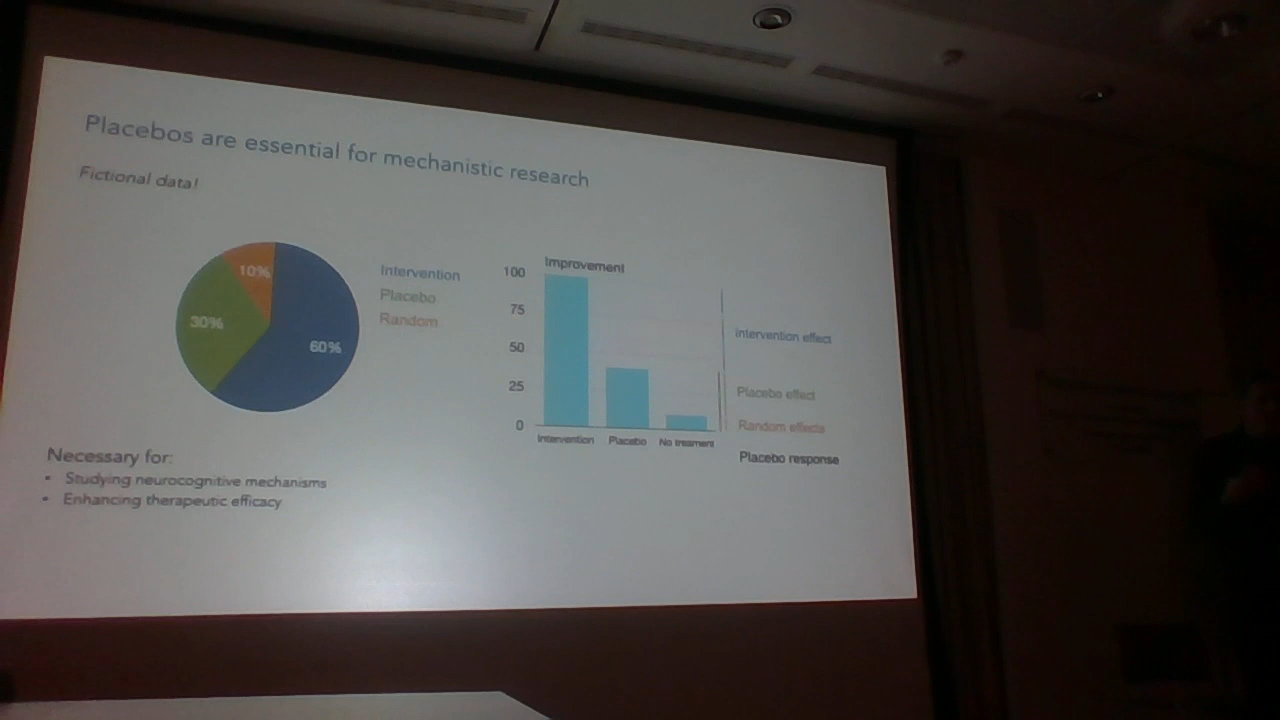 Placebos are essential for mechanistic research
Fictional data!
10%
30%
60%
Intervention
Placebo
Random
Improvement
100
75
50
25
0
Intervention
Placebo
No treatment
Intervention effect
Placebo effect
Random effects
Placebo response
Necessary for:
• Studying neurocognitive mechanisms
• Enhancing therapeutic efficacy